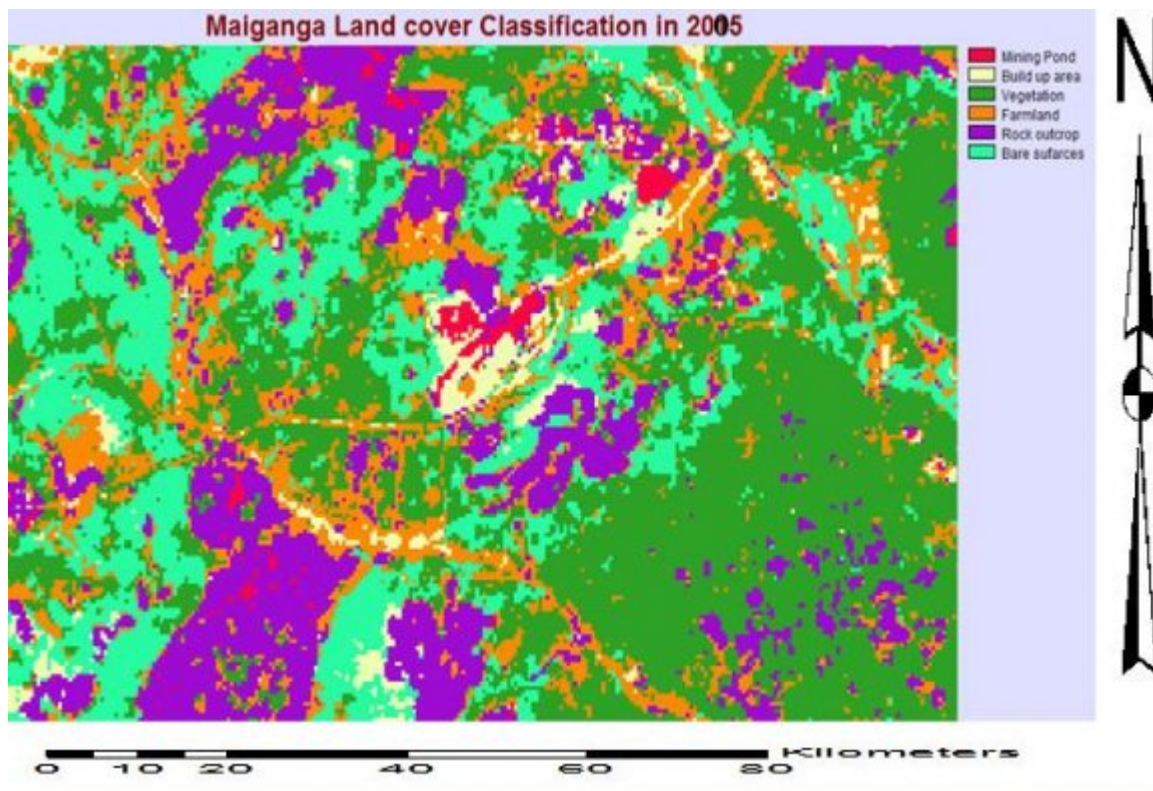 Maiganga Land cover Classification in 2005
N
Mining Pond
Build up area
Vegetation
Farmland
Rock outcrop
Bare sufarces
Kilometers
0 10 20 40 60 80